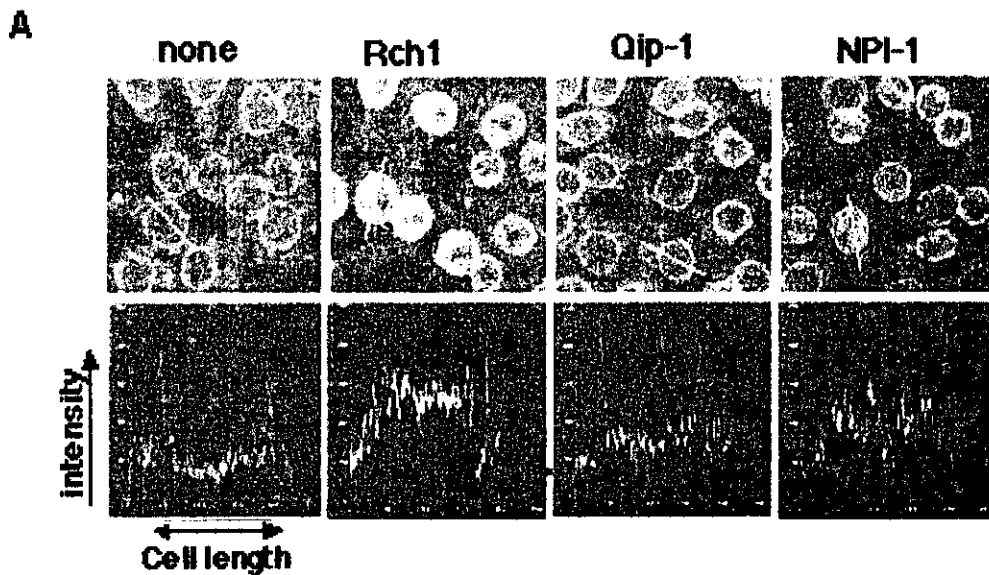 A
none
Rch1
Qip-1
NPI-1
intensity
Cell length